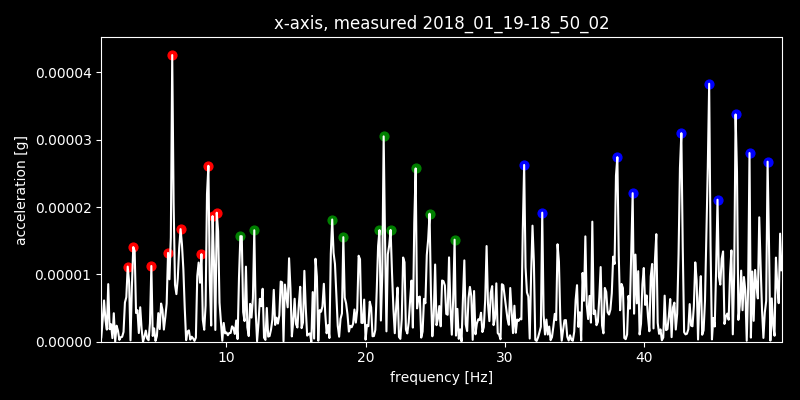 x-axis, measured 2018_01_19-18_50_02
0.00004
0.00003
0.00002
0.00001
0.00000
acceleration [g]
10 20 30 40
frequency [Hz]